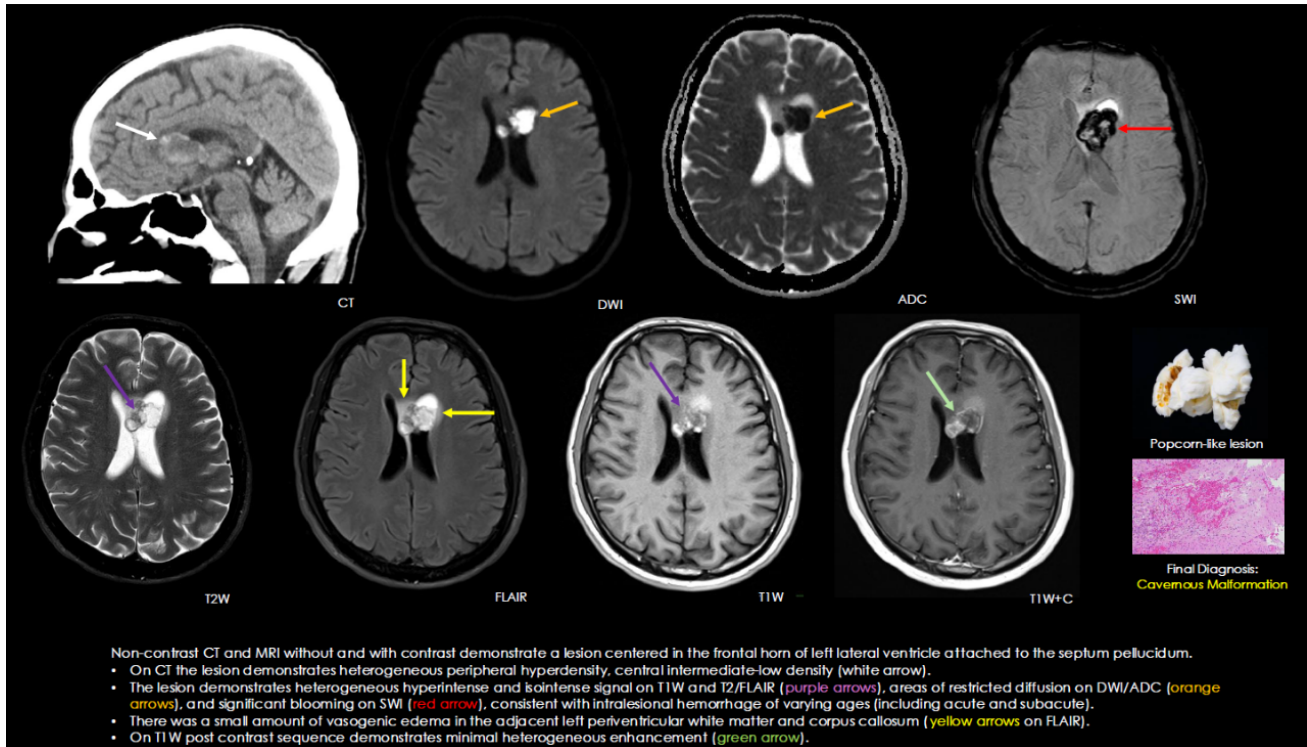 CT
DWI
ADC
SWI
T2W
FLAIR
T1W
T1W+C
Popcorn-like lesion
Final Diagnosis:
Cavernous Malformation
Non-contrast CT and MRI without and with contrast demonstrate a lesion centered in the frontal horn of left lateral ventricle attached to the septum pellucidum.
• On CT the lesion demonstrates heterogeneous peripheral hyperdensity, central intermediate-low density (white arrow).
• The lesion demonstrates heterogeneous hyperintense and isointense signal on T1W and T2/FLAIR (purple arrows), areas of restricted diffusion on DWI/ADC (orange
arrows), and significant blooming on SWI (red arrow), consistent with intralesional hemorrhage of varying ages (including acute and subacute).
• There was a small amount of vasogenic edema in the adjacent left periventricular white matter and corpus callosum (yellow arrows on FLAIR).
• On T1W post contrast sequence demonstrates minimal heterogeneous enhancement (green arrow).